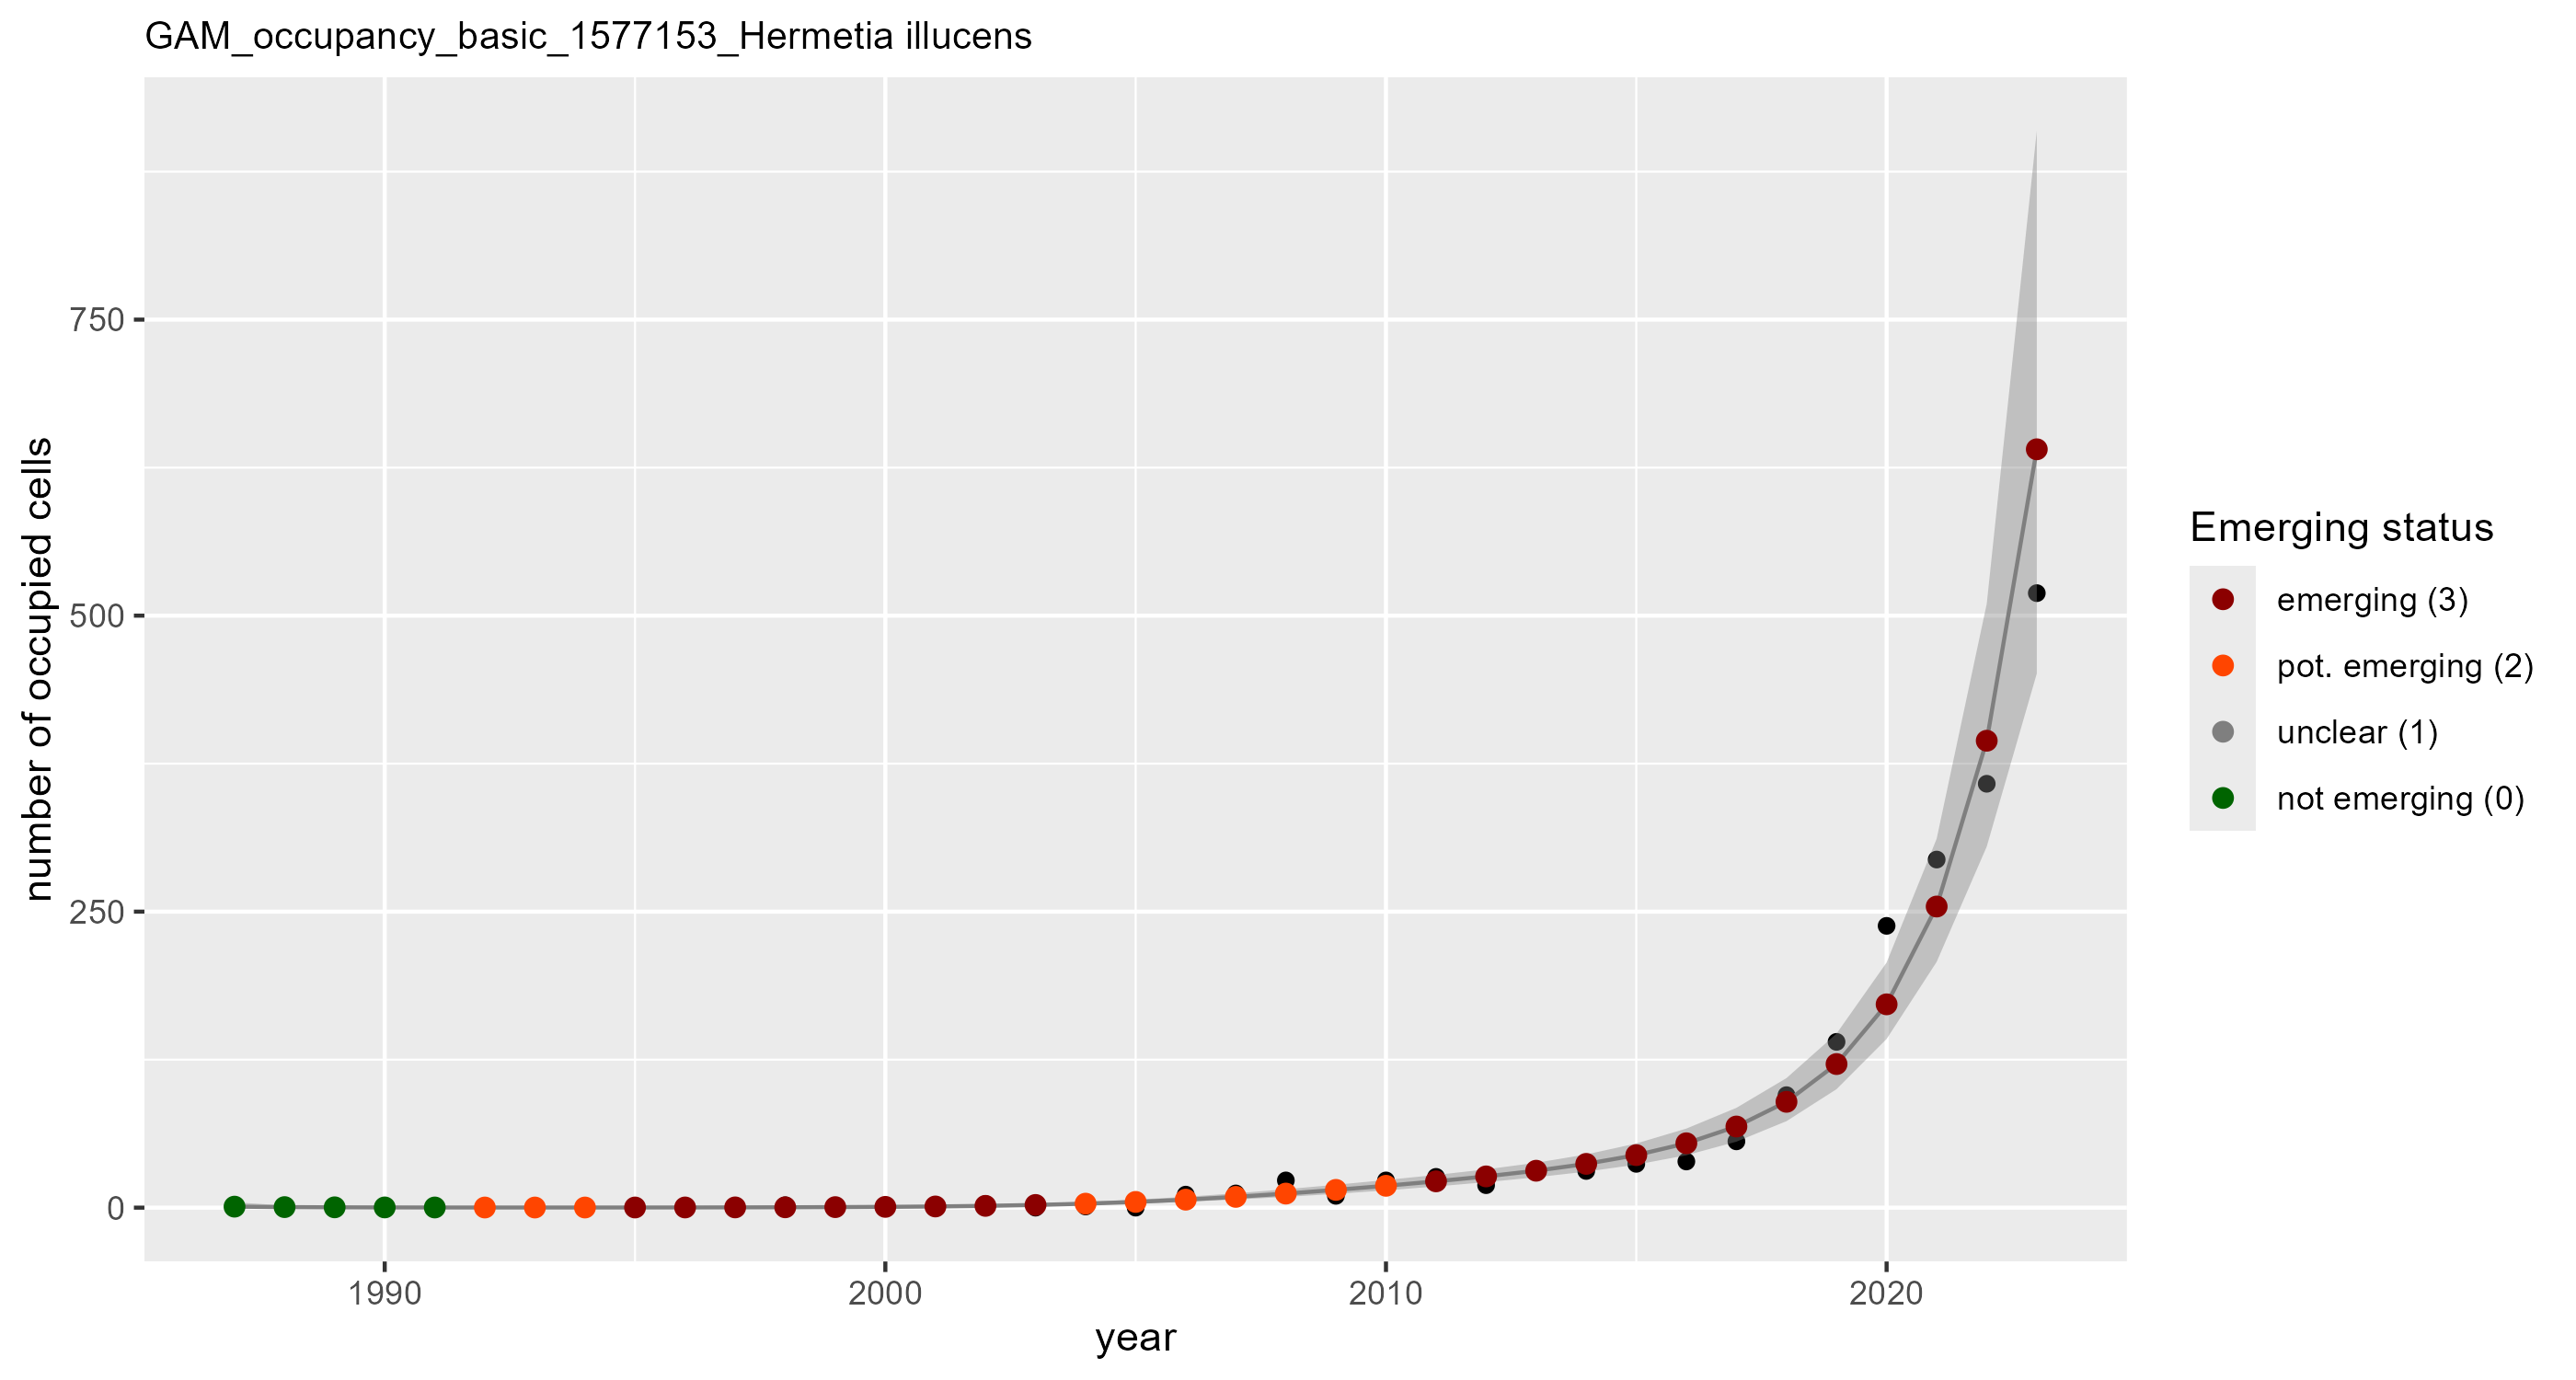 GAM_occupancy_basic_1577153_Hermetia illucens
number of occupied cells
750
500
250
0
1990
2000
2010
2020
year
Emerging status
emerging (3)
pot. emerging (2)
unclear (1)
not emerging (0)